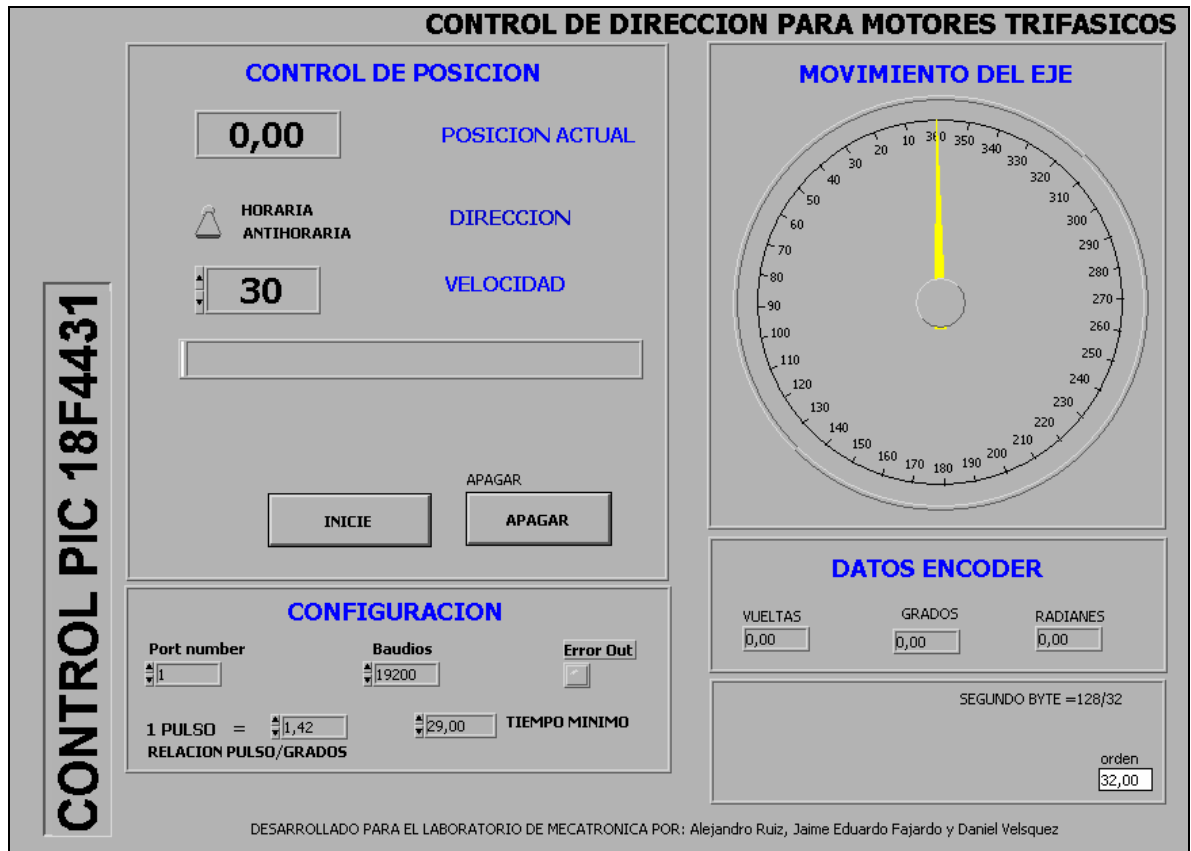 CONTROL DE DIRECCION PARA MOTORES TRIFASICOS
CONTROL PIC 18F4431
CONTROL DE POSICION
0,00
POSICION ACTUAL
HORARIA
ANTIHORARIA
DIRECCION
30
VELOCIDAD
APAGAR
INICIE
APAGAR
CONFIGURACION
Port number
Baudios
Error Out
1
19200
1 PULSO =
1,42
29,00
TIEMPO MINIMO
RELACION PULSO/GRADOS
MOVIMIENTO DEL EJE
10
20
30
40
50
60
70
80
90
100
110
120
130
140
150
160
170
180
190
200
210
220
230
240
250
260
270
280
290
300
310
320
330
340
350
360
DATOS ENCODER
VUELTAS
GRADOS
RADIANES
0,00
0,00
0,00
SEGUNDO BYTE =128/32
orden
32,00
DESARROLLADO PARA EL LABORATORIO DE MECATRONICA POR: Alejandro Ruiz, Jaime Eduardo Fajardo y Daniel Velsquez